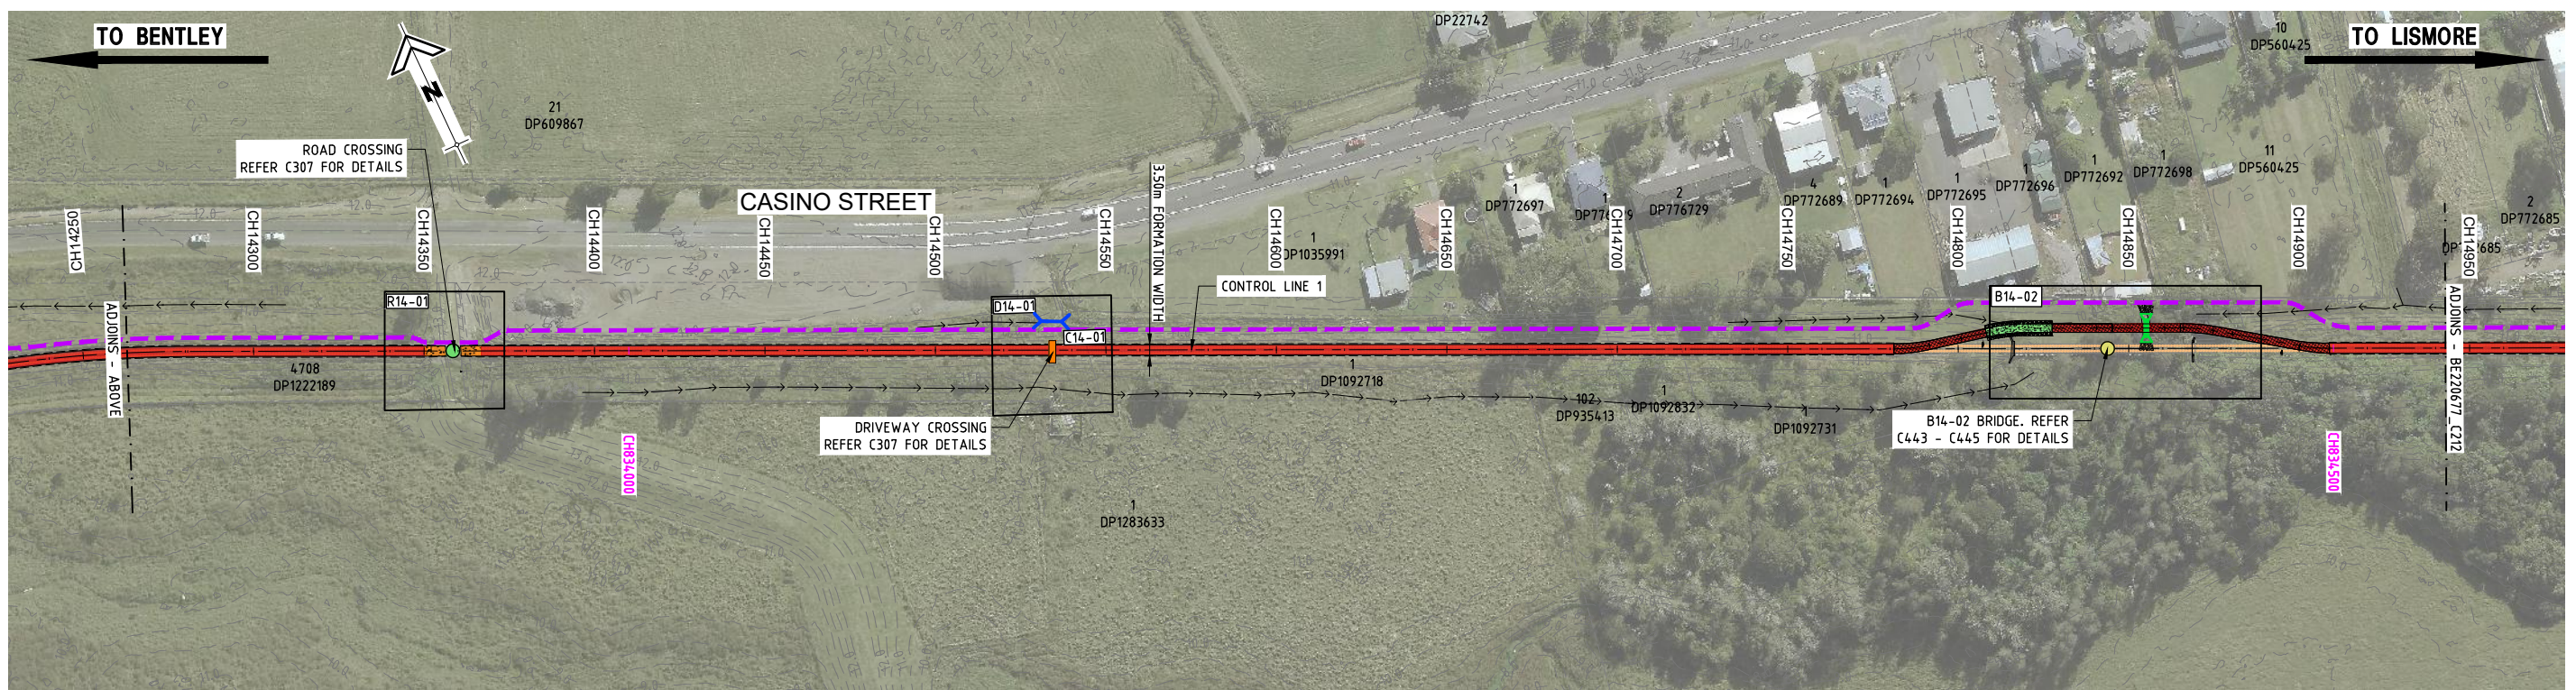 TO BENTLEY
TO LISMORE
N
DP22742
10
DP560425
21
DP609867
ROAD CROSSING
REFER C307 FOR DETAILS
CASINO STREET
3.50m FORMATION WIDTH
1
DP772697
2
DP776729
4
DP772689
1
DP772694
1
DP772695
1
DP772696
1
DP772692
1
DP772698
11
DP560425
2
DP772685
CH14250
CH14300
CH14350
CH14400
CH14450
CH14500
CH14550
CH14600
CH14650
CH14700
CH14750
CH14800
CH14850
CH14900
CH14950
1
DP1035991
CONTROL LINE 1
R14-01
D14-01
C14-01
B14-02
ADJOINS - ABOVE
ADJOINS - BE220677_C212
4708
DP1222189
1
DP1092718
102
DP935413
1
DP1092832
1
DP1092731
DRIVEWAY CROSSING
REFER C307 FOR DETAILS
B14-02 BRIDGE. REFER
C443 - C445 FOR DETAILS
CH834000
CH834500
1
DP1283633